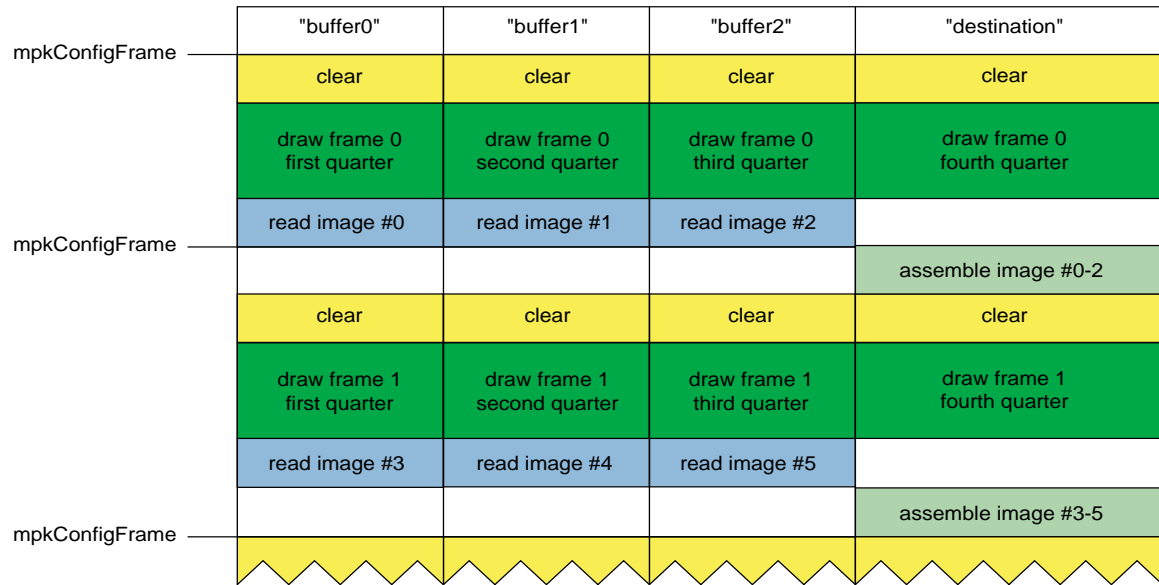 "buffer0" "buffer1" "buffer2" "destination"
mpkConfigFrame
clear clear clear clear
draw frame 0 draw frame 0 draw frame 0 draw frame 0
first quarter second quarter third quarter fourth quarter
read image #0 read image #1 read image #2
mpkConfigFrame
assemble image #0-2
clear clear clear clear
draw frame 1 draw frame 1 draw frame 1 draw frame 1
first quarter second quarter third quarter fourth quarter
read image #3 read image #4 read image #5
assemble image #3-5
mpkConfigFrame